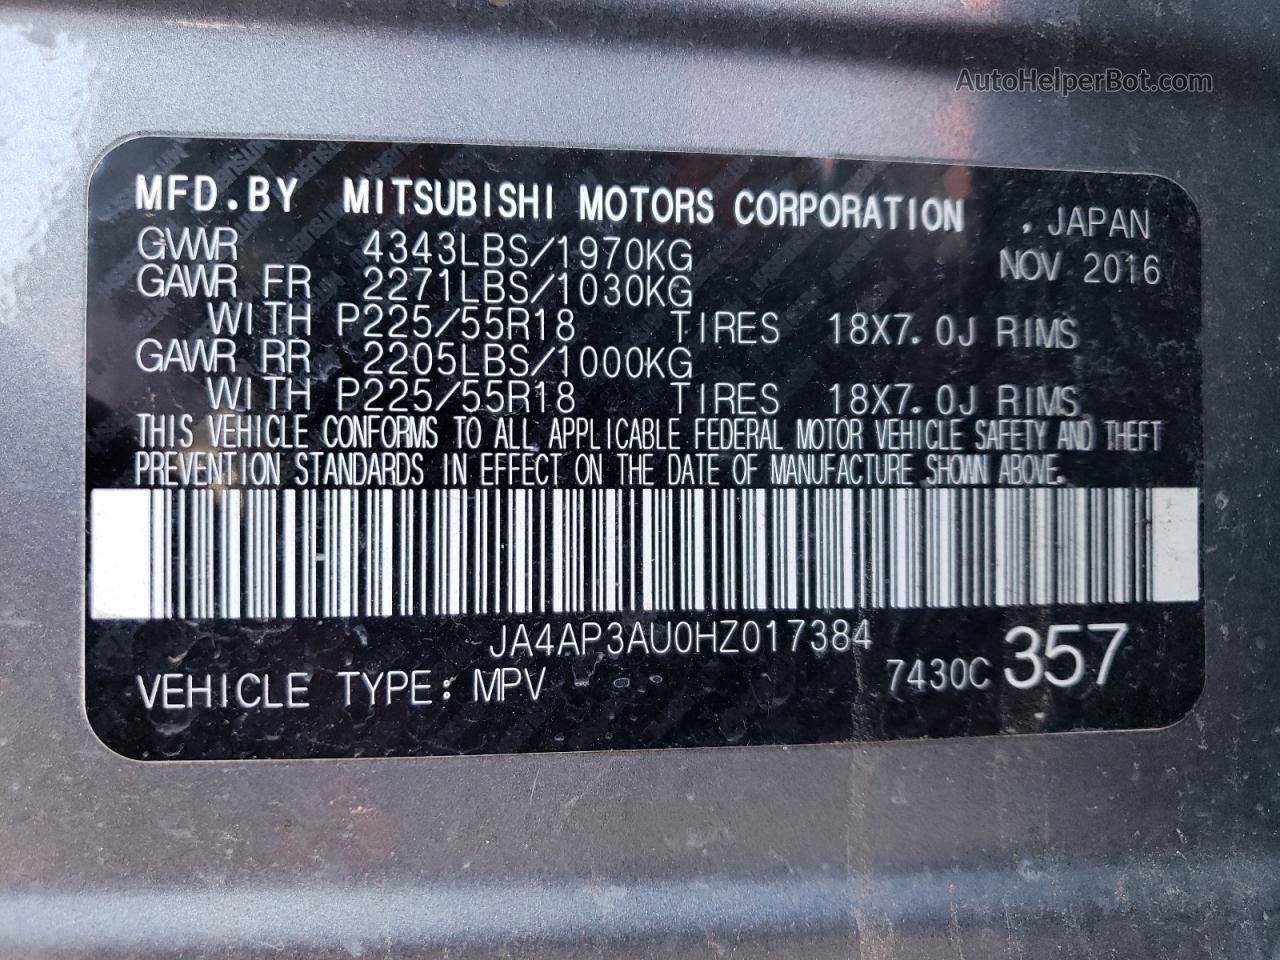 AutoHelperBot.com
MFD.BY MITSUBISHI MOTORS CORPORATION . JAPAN
GVWR 4343LBS/1970KG NOV 2016
GAWR FR 2271LBS/1030KG
WITH P225/55R18 TIRES 18X7.0J RIMS
GAWR RR 2205LBS/1000KG
WITH P225/55R18 TIRES 18X7.0J RIMS
THIS VEHICLE CONFORMS TO ALL APPLICABLE FEDERAL MOTOR VEHICLE SAFETY AND THEFT
PREVENTION STANDARDS IN EFFECT ON THE DATE OF MANUFACTURE SHOWN ABOVE.
JA4AP3AU0HZ017384
VEHICLE TYPE: MPV 7430C 357